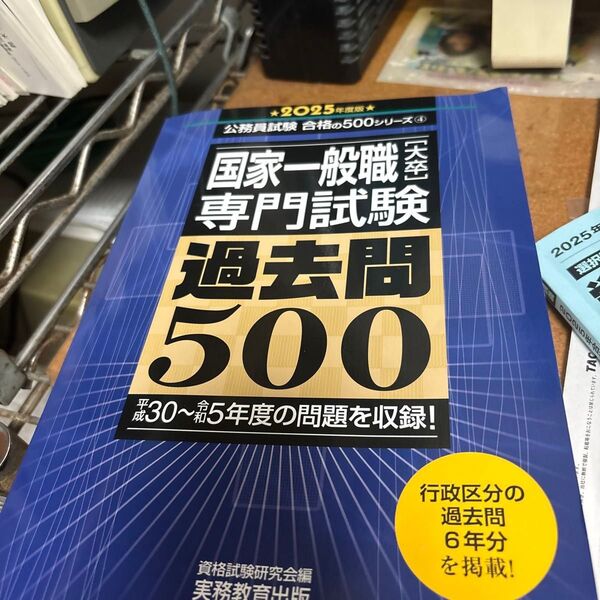 ★2025年度版★
公務員試験 合格の500シリーズ④
国家一般職[大卒]
専門試験
過去問
500
平成30～令和5年度の問題を収録!
行政区分の
過去問
6年分
を掲載!
資格試験研究会編
実務教育出版
2025年
選択
TAC